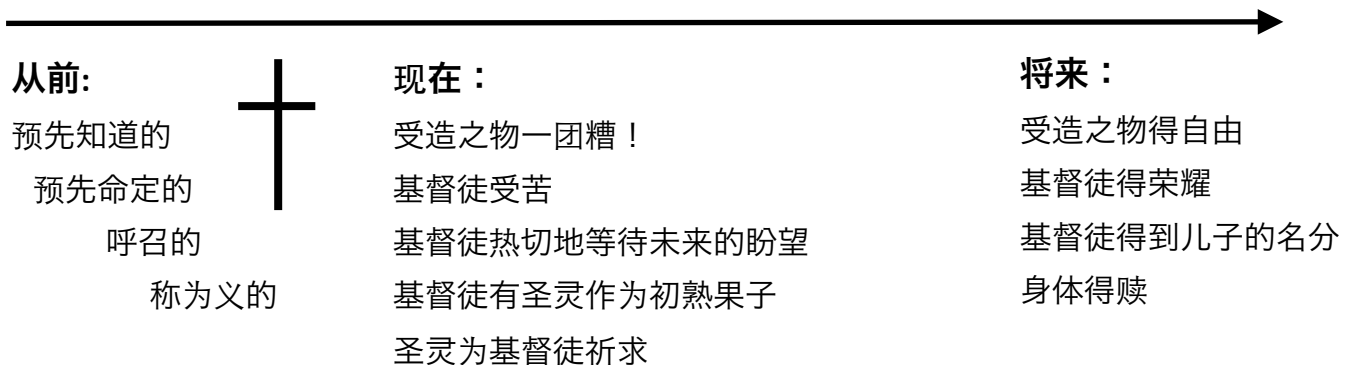 从前:
预先知道的
预先命定的
呼召的
称为义的
现在：
受造之物一团糟！
基督徒受苦
基督徒热切地等待未来的盼望
基督徒有圣灵作为初熟果子
圣灵为基督徒祈求
将来：
受造之物得自由
基督徒得荣耀
基督徒得到儿子的名分
身体得赎